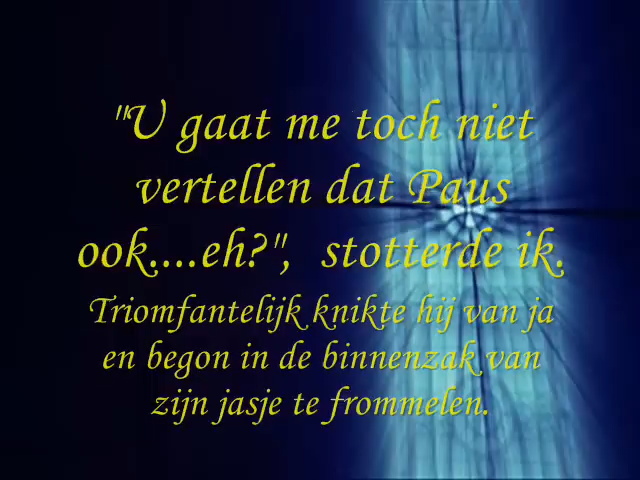 "U gaat me toch niet
vertellen dat Paus
ook....eh?", stotterde ik.
Triomfantelijk knikte hij van ja
en begon in de binnenzak van
zijn jasje te frommelen.